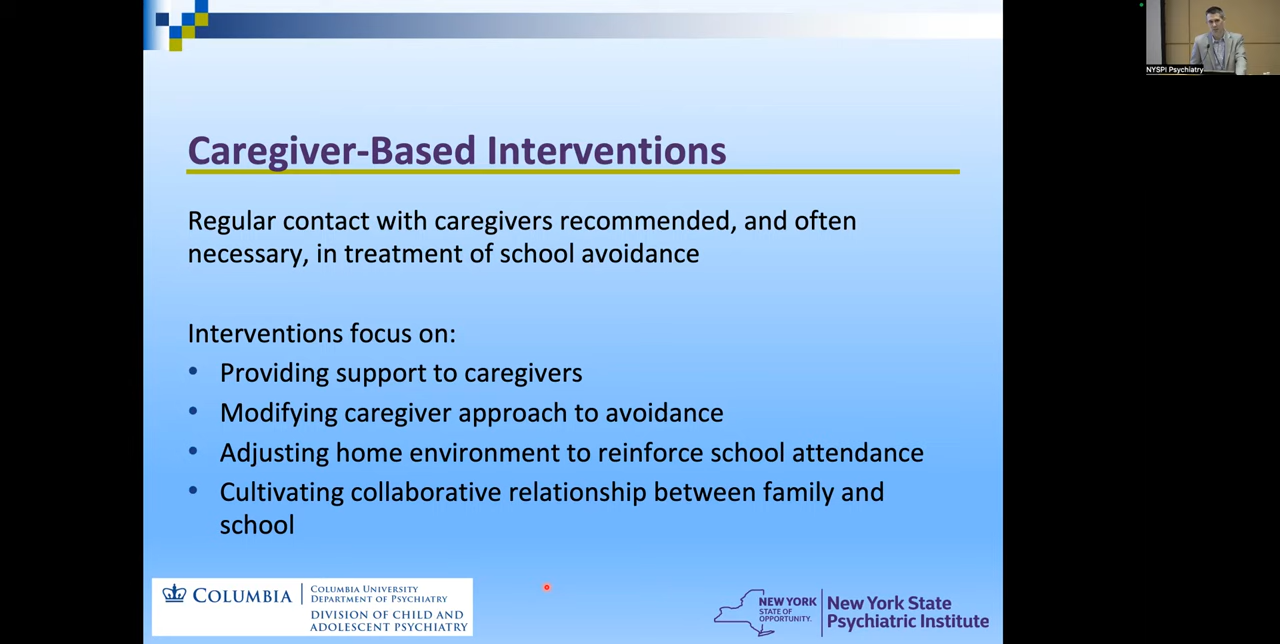 NYSPI Psychiatry
Caregiver-Based Interventions
Regular contact with caregivers recommended, and often
necessary, in treatment of school avoidance
Interventions focus on:
• Providing support to caregivers
• Modifying caregiver approach to avoidance
• Adjusting home environment to reinforce school attendance
• Cultivating collaborative relationship between family and
school
COLUMBIA
COLUMBIA UNIVERSITY
DEPARTMENT OF PSYCHIATRY
DIVISION OF CHILD AND
ADOLESCENT PSYCHIATRY
NEW YORK
STATE OF
OPPORTUNITY.
New York State
Psychiatric Institute